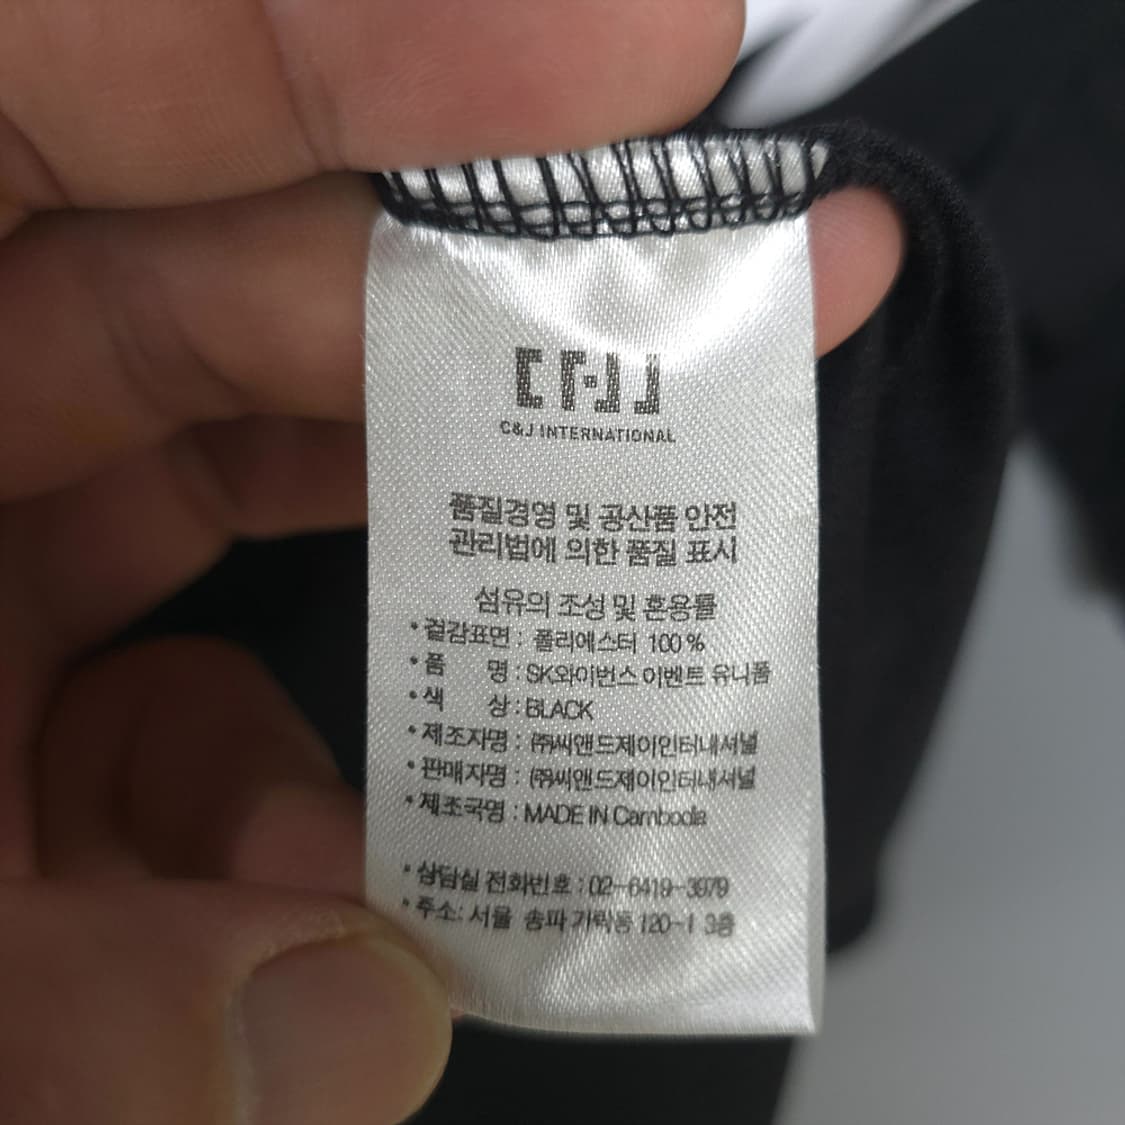 C&J
C&J INTERNATIONAL
품질경영 및 공산품 안전
관리법에 의한 품질 표시
섬유의 조성 및 혼용률
• 겉감표면 : 폴리에스터 100 %
• 품 명 : SK와이번스 이벤트 유니폼
• 색 상 : BLACK
• 제조자명 : ㈜씨앤드제이인터내셔널
• 판매자명 : ㈜씨앤드제이인터내셔널
• 제조국명 : MADE IN Cambodia
• 상담실 전화번호 : 02-6419-3979
• 주소: 서울 송파 가락동 120-1 3층